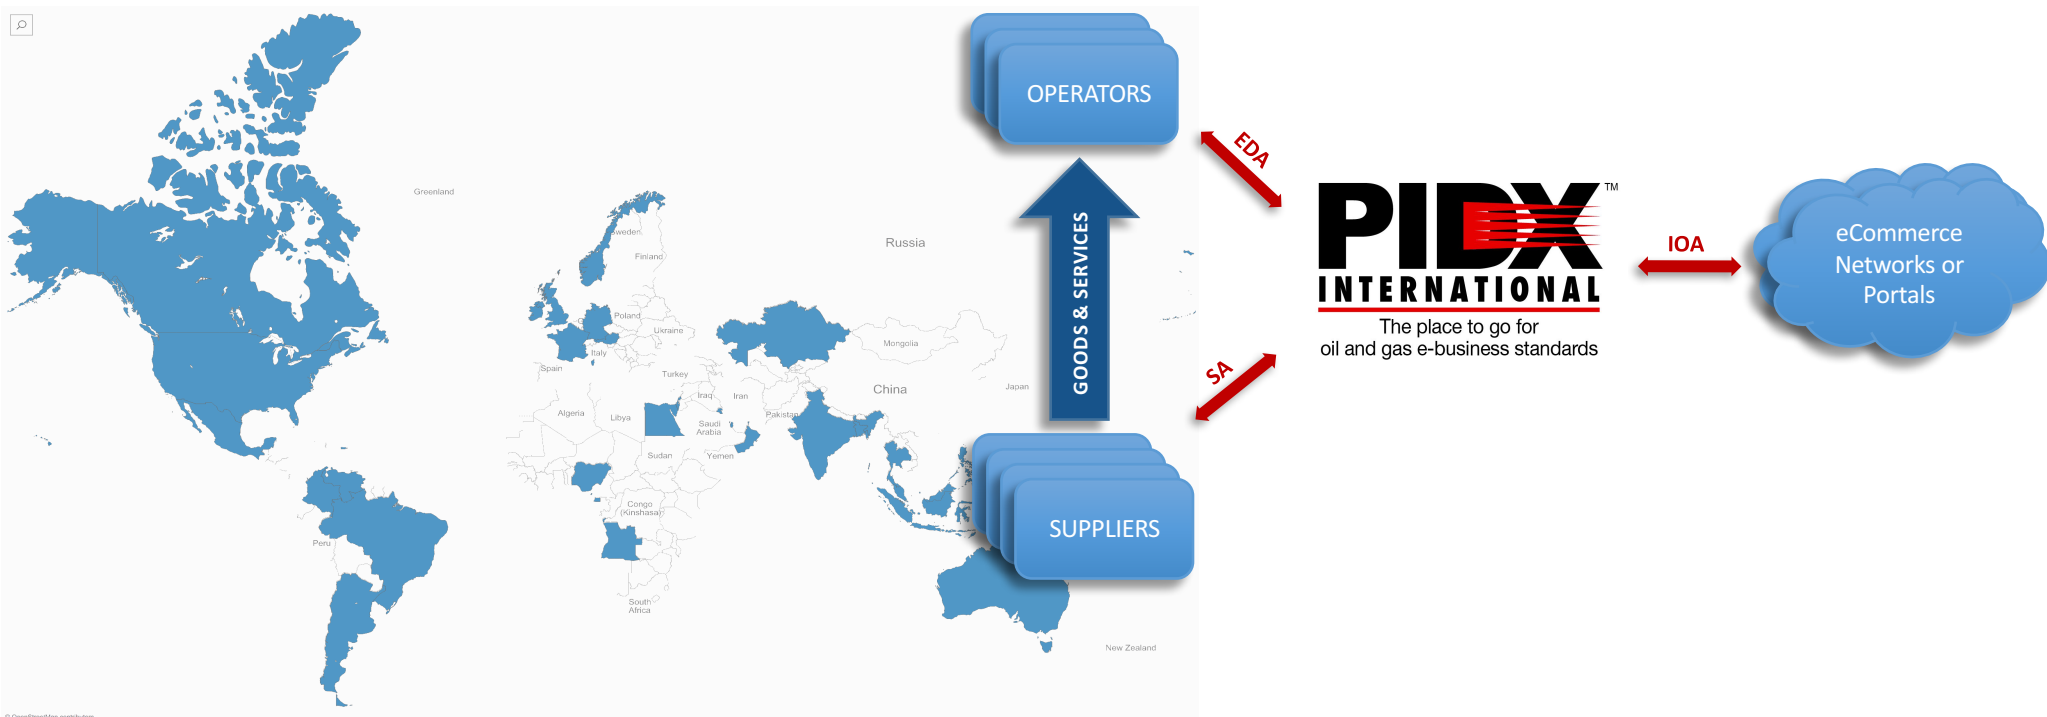 OPERATORS
EDA
GOODS & SERVICES
SA
SUPPLIERS
PIDX
TM
INTERNATIONAL
The place to go for
oil and gas e-business standards
IOA
eCommerce
Networks or
Portals
Greenland
Sweden
Finland
Russia
Poland
Ukraine
Italy
Spain
Turkey
Mongolia
China
Japan
Iraq
Iran
Pakistan
Algeria
Libya
Saudi
Arabia
Sudan
Yemen
Congo
(Kinshasa)
Peru
South
Africa
New Zealand
© OpenStreetMap contributors